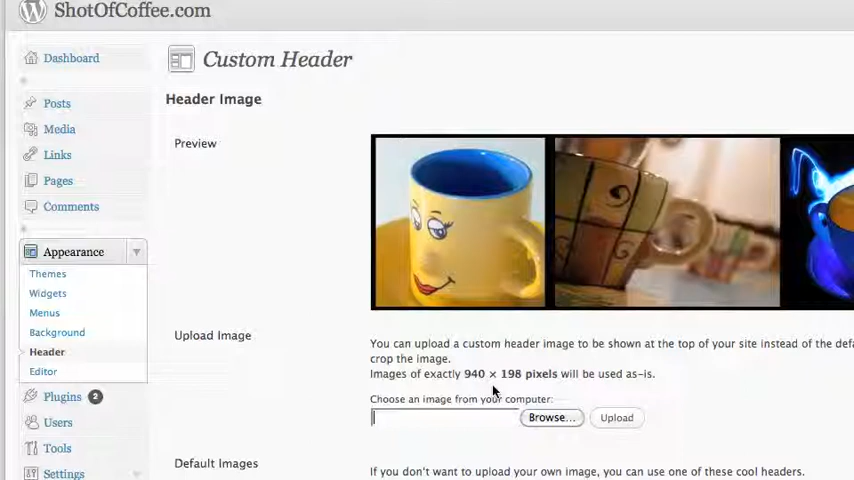 ShotOfCoffee.com
Dashboard
Custom Header
Header Image
Posts
Preview
Media
Links
Pages
Comments
Appearance
Themes
Widgets
Menus
Background
Header
Editor
Plugins 2
Users
Tools
Settings
Upload Image
You can upload a custom header image to be shown at the top of your site instead of the
crop the image.
Images of exactly 940 × 198 pixels will be used as-is.
Choose an image from your computer:
Browse... Upload
Default Images
If you don't want to upload your own image, you can use one of these cool headers.